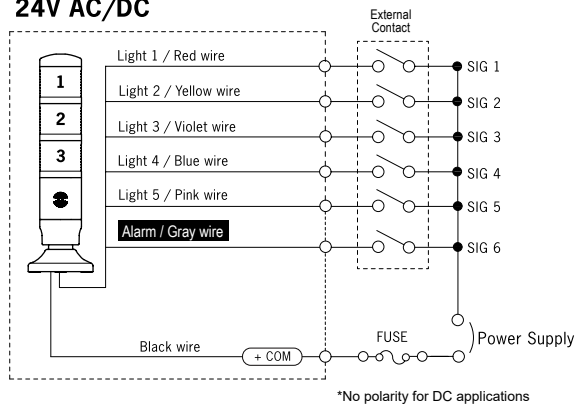 24V AC/DC
External
Contact
Light 1 / Red wire
SIG 1
1
Light 2 / Yellow wire
SIG 2
2
Light 3 / Violet wire
SIG 3
3
Light 4 / Blue wire
SIG 4
Light 5 / Pink wire
SIG 5
Alarm / Gray wire
SIG 6
Black wire
+ COM
FUSE
Power Supply
*No polarity for DC applications